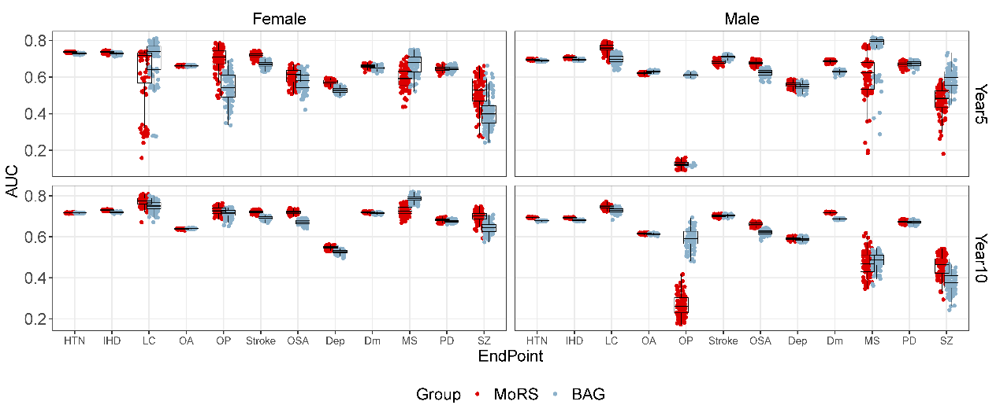 Female Male
0.8
0.6
0.4
0.2
Year5
AUC
0.8
0.6
0.4
0.2
Year10
HTN IHD LC OA OP Stroke OSA Dep Dm MS PD SZ HTN IHD LC OA OP Stroke OSA Dep Dm MS PD SZ
EndPoint
Group MoRS BAG